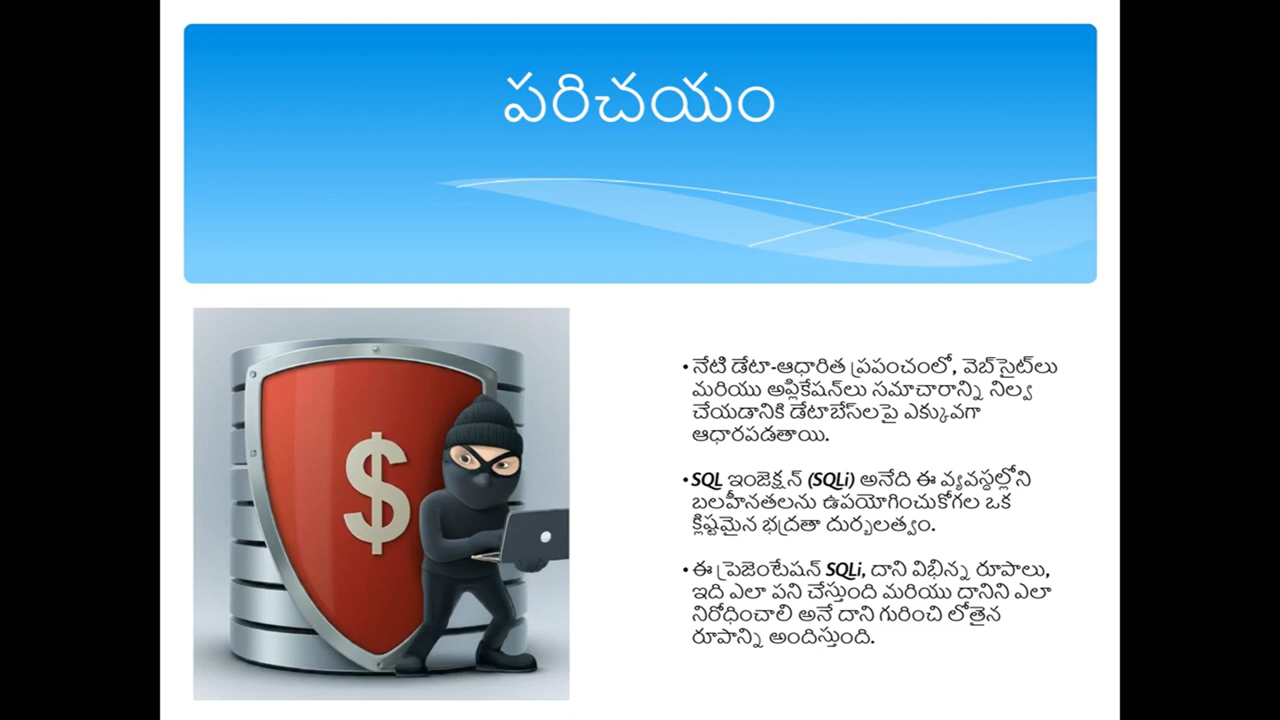 పరిచయం
• నేటి డేటా-ఆధారిత ప్రపంచంలో, వెబ్‌సైట్‌లు
మరియు అప్లికేషన్‌లు సమాచారాన్ని నిల్వ
చేయడానికి డేటాబేస్‌లపై ఎక్కువగా
ఆధారపడతాయి.
• SQL ఇంజెక్షన్ (SQLi) అనేది ఈ వ్యవస్థల్లోని
బలహీనతలను ఉపయోగించుకోగల ఒక
క్లిష్టమైన భద్రతా దుర్బలత్వం.
• ఈ ప్రెజెంటేషన్ SQLi, దాని విభిన్న రూపాలు,
ఇది ఎలా పని చేస్తుంది మరియు దానిని ఎలా
నిరోధించాలి అనే దాని గురించి లోతైన
రూపాన్ని అందిస్తుంది.
$